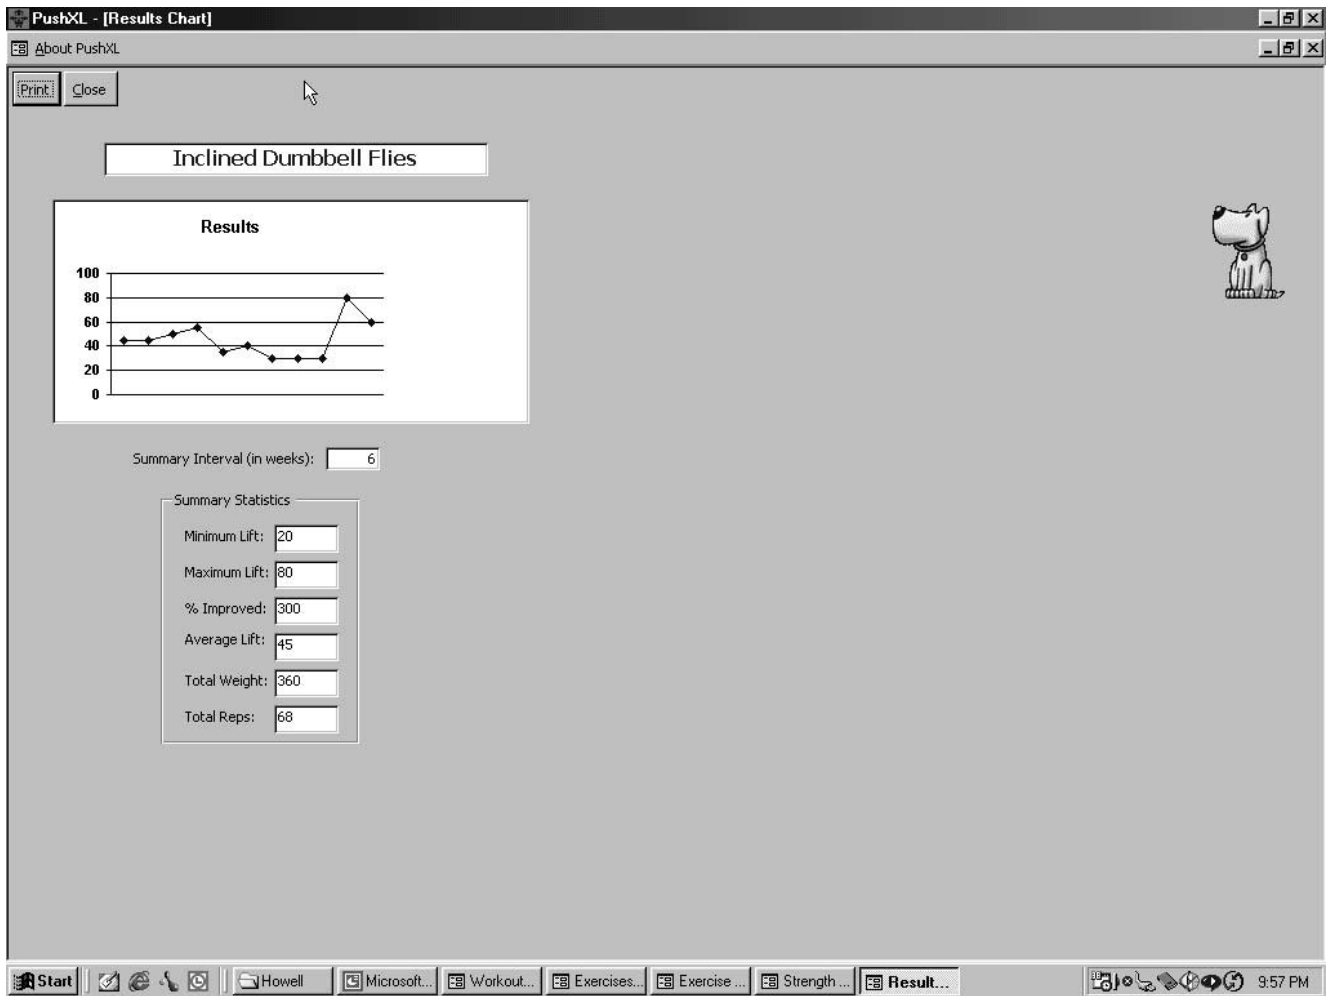 PushXL - [Results Chart]
About PushXL
Print Close
Inclined Dumbbell Flies
Results
100
80
60
40
20
0
Summary Interval (in weeks): 6
Summary Statistics
Minimum Lift: 20
Maximum Lift: 80
% Improved: 300
Average Lift: 45
Total Weight: 360
Total Reps: 68
Start Howell Microsoft... Workout... Exercises... Exercise ... Strength ... Result... 9:57 PM